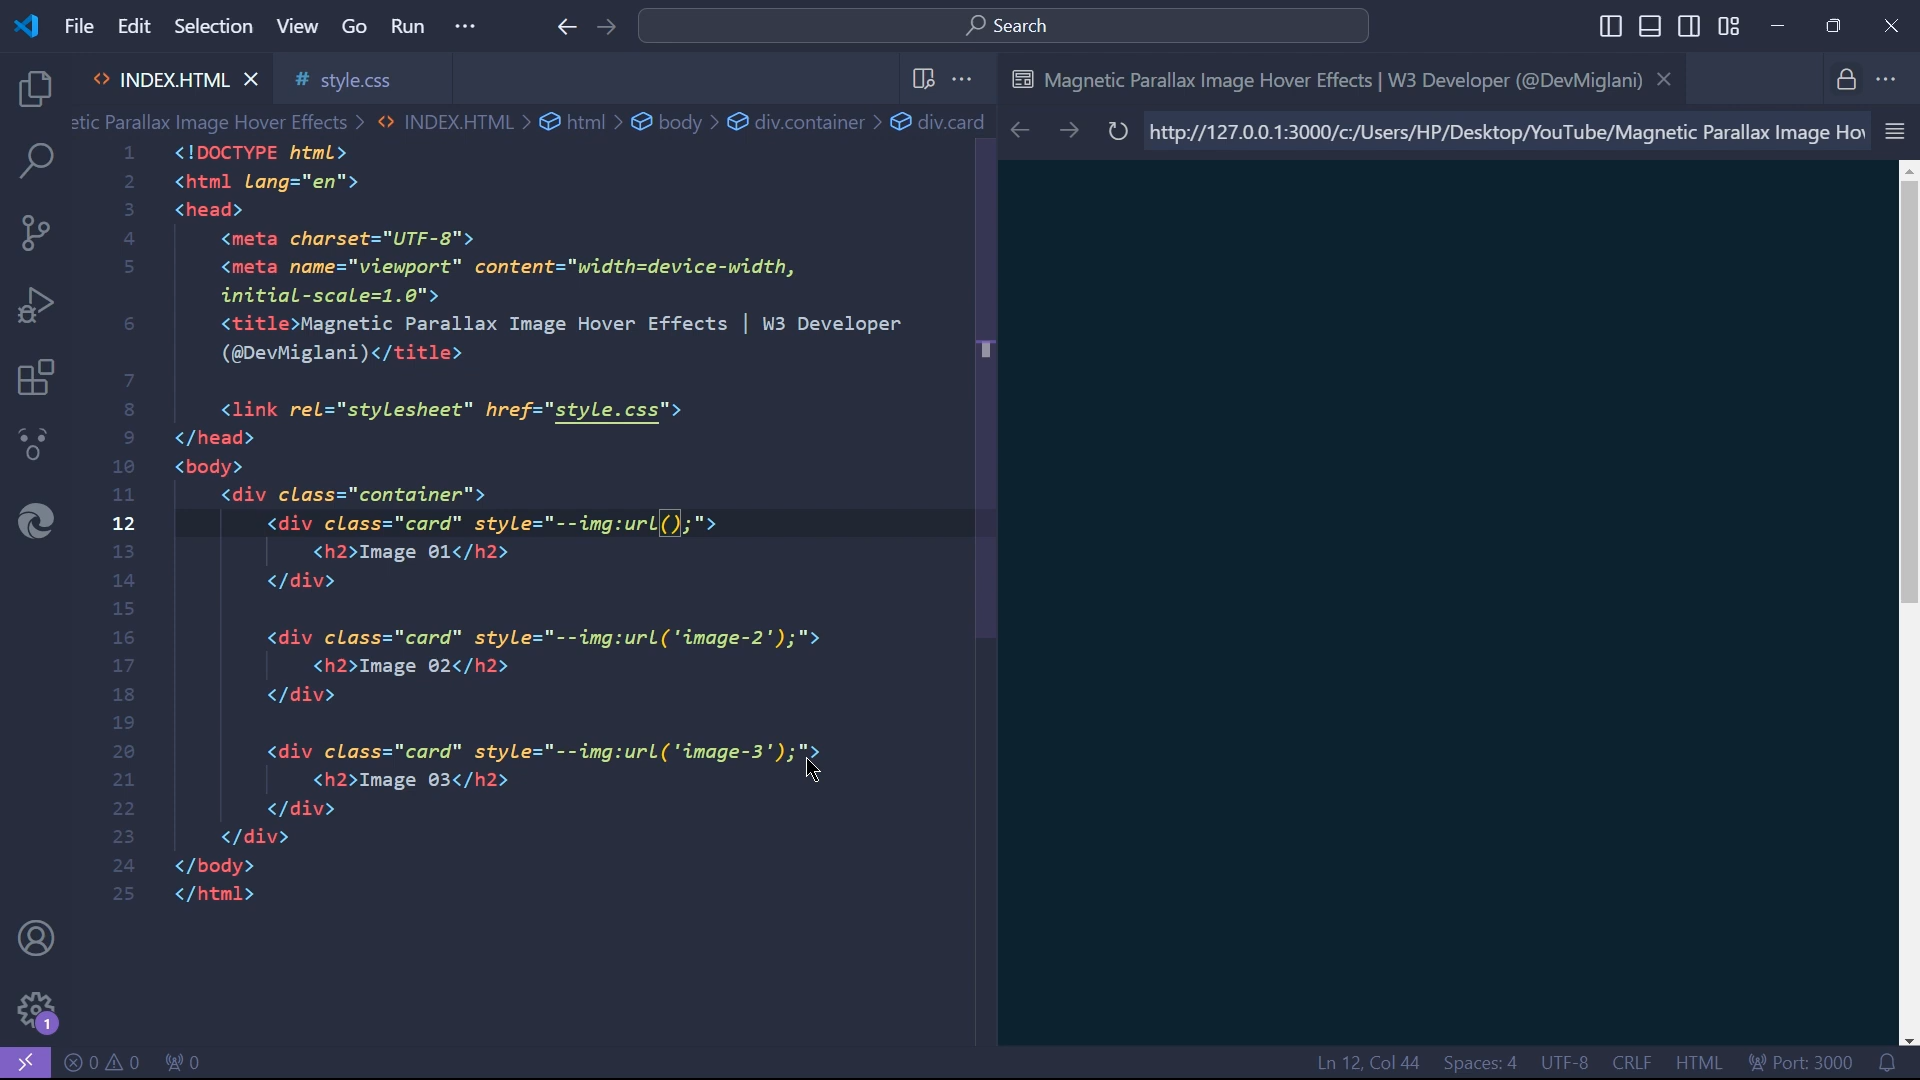 File Edit Selection View Go Run ··· Search
INDEX.HTML style.css
etic Parallax Image Hover Effects > INDEX.HTML > html > body > div.container > div.card
1 <!DOCTYPE html>
2 <html lang="en">
3 <head>
4 <meta charset="UTF-8">
5 <meta name="viewport" content="width=device-width,
initial-scale=1.0">
6 <title>Magnetic Parallax Image Hover Effects | W3 Developer
(@DevMiglani)</title>
7
8 <link rel="stylesheet" href="style.css">
9 </head>
10 <body>
11 <div class="container">
12 <div class="card" style="--img:url();">
13 <h2>Image 01</h2>
14 </div>
15
16 <div class="card" style="--img:url('image-2');">
17 <h2>Image 02</h2>
18 </div>
19
20 <div class="card" style="--img:url('image-3');">
21 <h2>Image 03</h2>
22 </div>
23 </div>
24 </body>
25 </html>
Magnetic Parallax Image Hover Effects | W3 Developer (@DevMiglani)
http://127.0.0.1:3000/c:/Users/HP/Desktop/YouTube/Magnetic Parallax Image Hov
1
0 0 0 Ln 12, Col 44 Spaces: 4 UTF-8 CRLF HTML Port: 3000